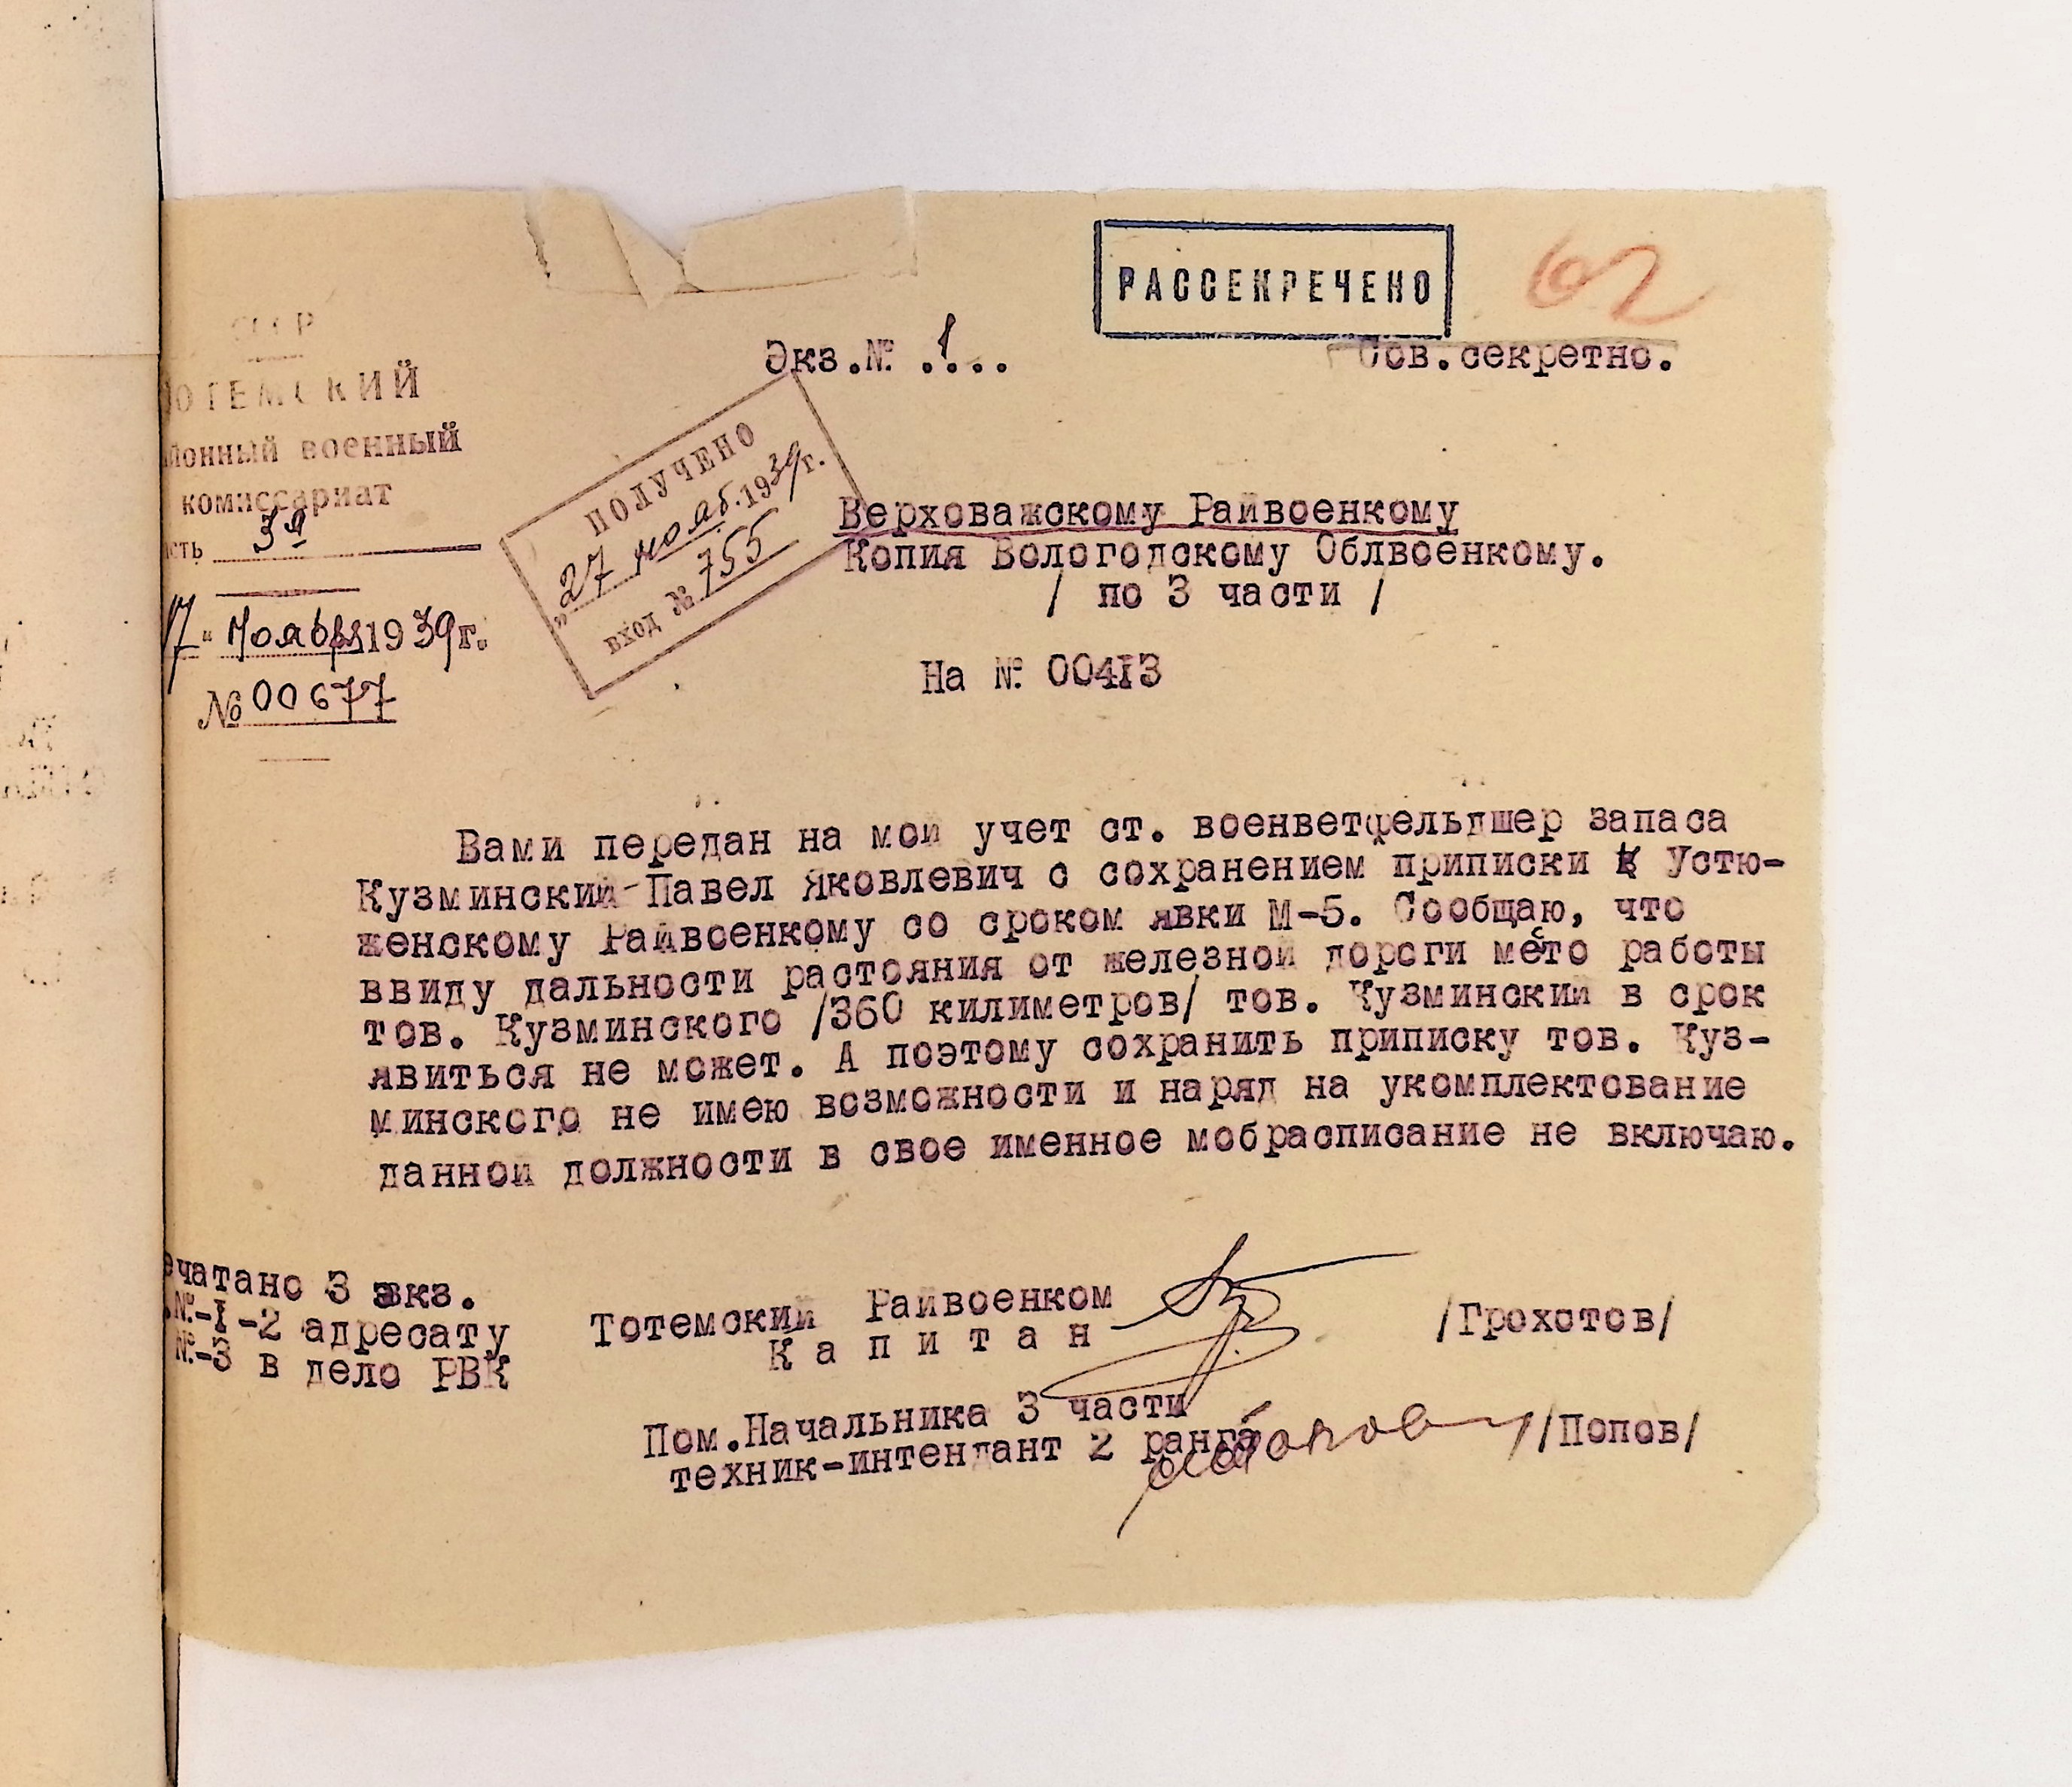 РАССЕКРЕЧЕНО
62
Экз.№ .1...
Сов.секретно.
СССР
ОТЕМСКИЙ
йонный военный
комиссариат
сть 3я
17 " ноября 1939г.
№ 00677
ПОЛУЧЕНО
„27 нояб. 1939г.
вход № 755
Верховажскому Райвоенкому
Копия Вологодскому Облвоенкому.
/ по 3 части /
На № 00413
Вами передан на мой учет ст. военветфельдшер запаса
Кузминский-Павел Яковлевич с сохранением приписки к Устю-
женскому Райвоенкому со сроком явки М-5. Сообщаю, что
ввиду дальности растояния от железной дороги место работы
тов. Кузминского /360 килиметров/ тов. Кузминский в срок
явиться не может. А поэтому сохранить приписку тов. Куз-
минского не имею возможности и наряд на укомплектование
данной должности в свое именное мобрасписание не включаю.
ечатано 3 экз.
.№-1-2 адресату
№-3 в дело РВК
Тотемский Райвоенком
Капитан
/Грохотов/
Пом.Начальника 3 части
техник-интендант 2 ранга
/Попов/